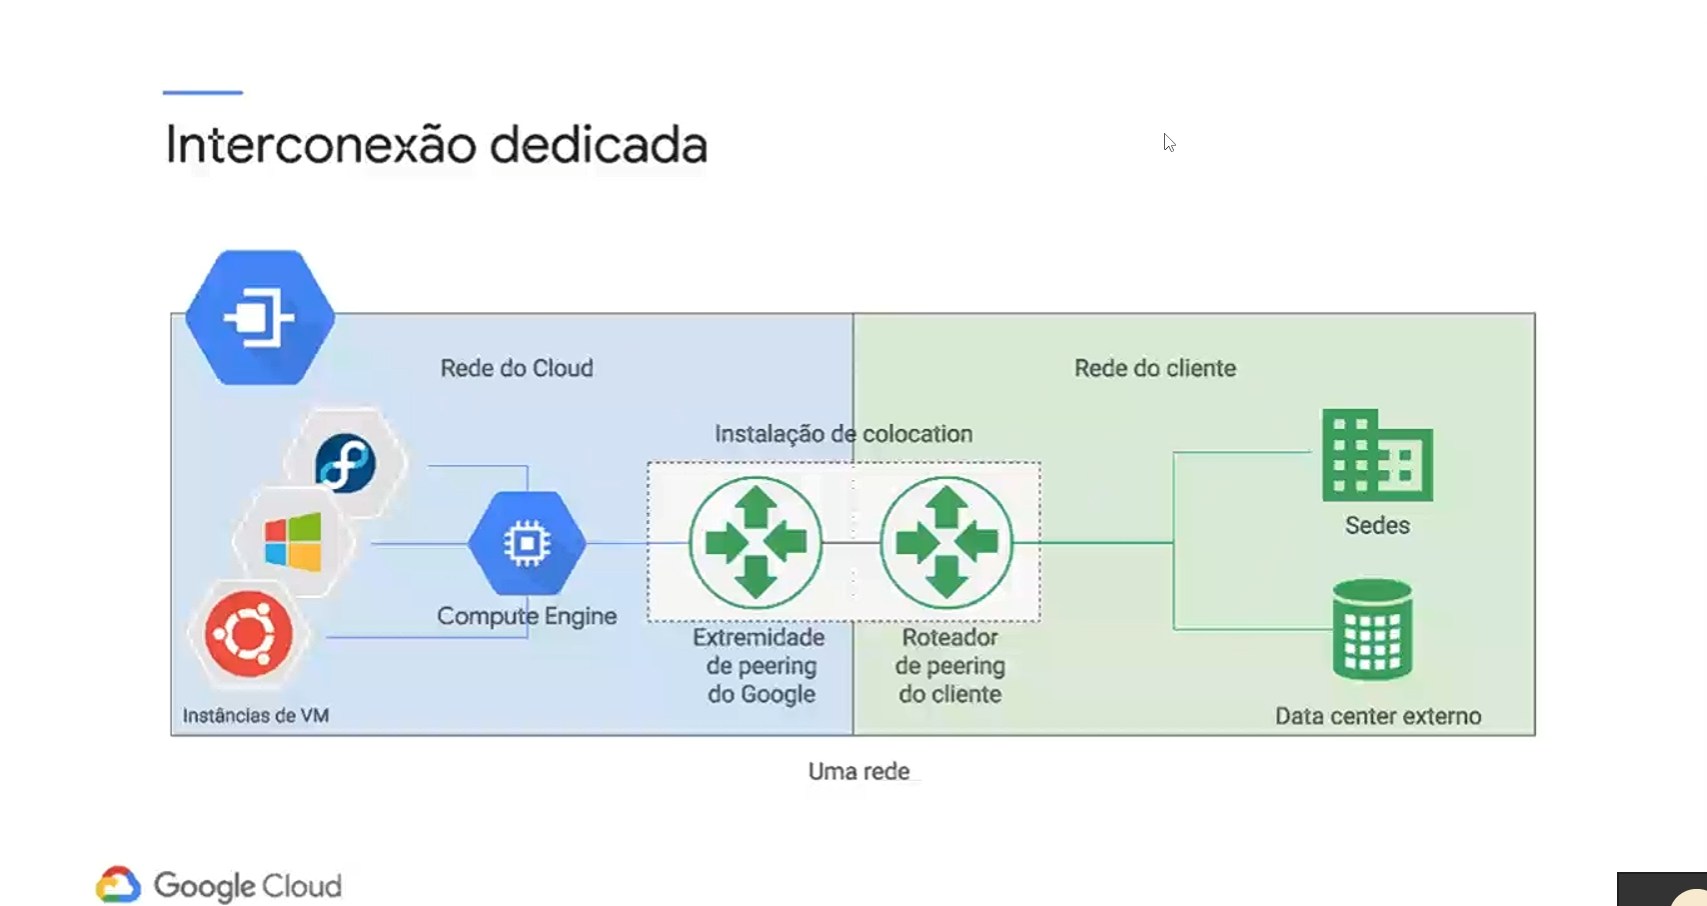 Interconexão dedicada
Rede do Cloud
Rede do cliente
Instalação de colocation
Sedes
Compute Engine
Extremidade
de peering
do Google
Roteador
de peering
do cliente
Instâncias de VM
Data center externo
Uma rede
Google Cloud